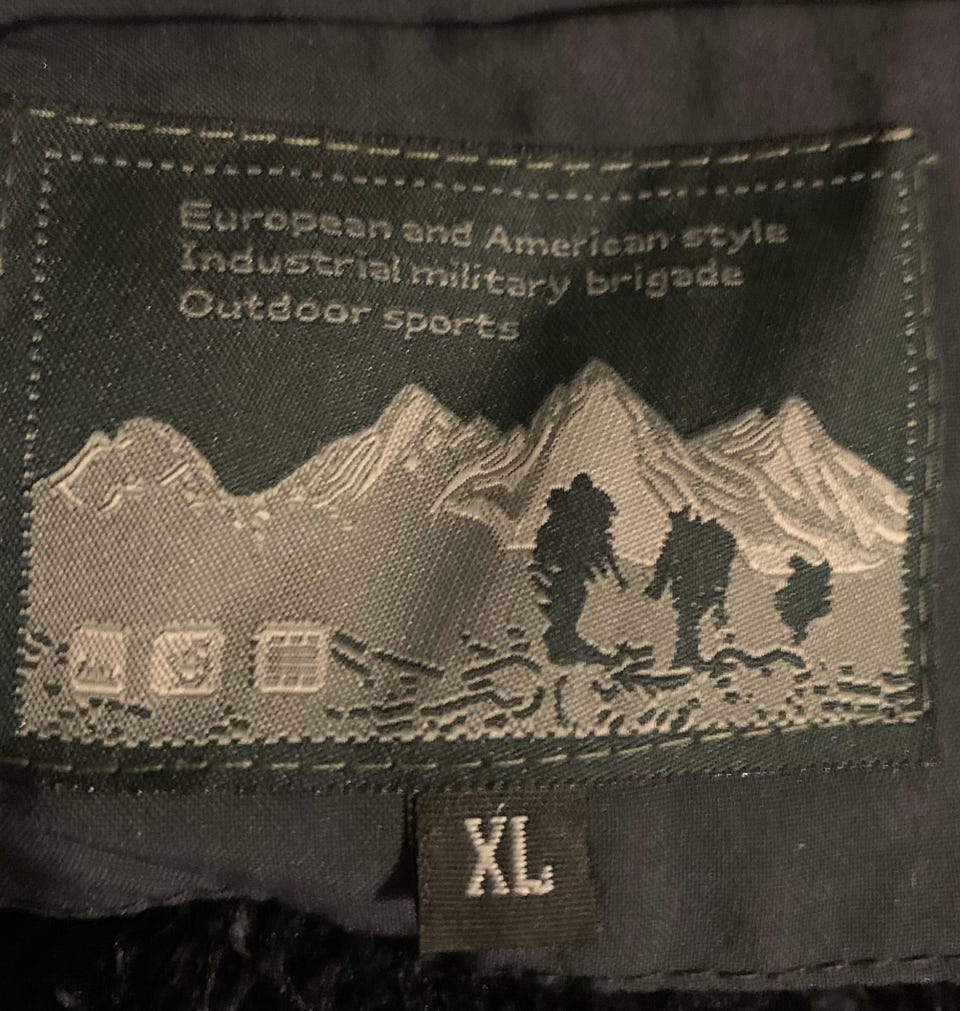 European and American style
Industrial military brigade
Outdoor sports
XL